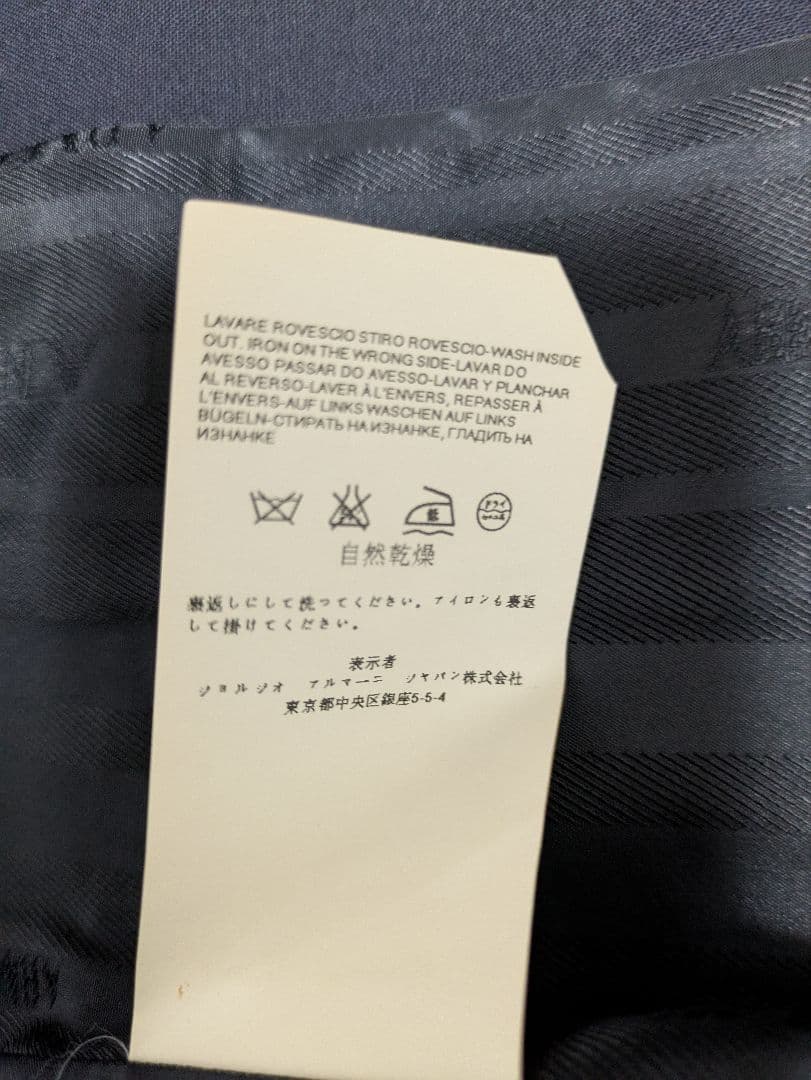 LAVARE ROVESCIO STIRO ROVESCIO-WASH INSIDE
OUT. IRON ON THE WRONG SIDE-LAVAR DO
AVESSO PASSAR DO AVESSO-LAVAR Y PLANCHAR
AL REVERSO-LAVER À L'ENVERS, REPASSER À
L'ENVERS-AUF LINKS WASCHEN AUF LINKS
BÜGELN-СТИРАТЬ НА ИЗНАНКЕ, ГЛАДИТЬ НА
ИЗНАНКЕ
低 ドライ
自然乾燥
裏返しにして洗ってください。アイロンも裏返
して掛けてください。
表示者
ジョルジオ アルマーニ ジャパン株式会社
東京都中央区銀座5-5-4